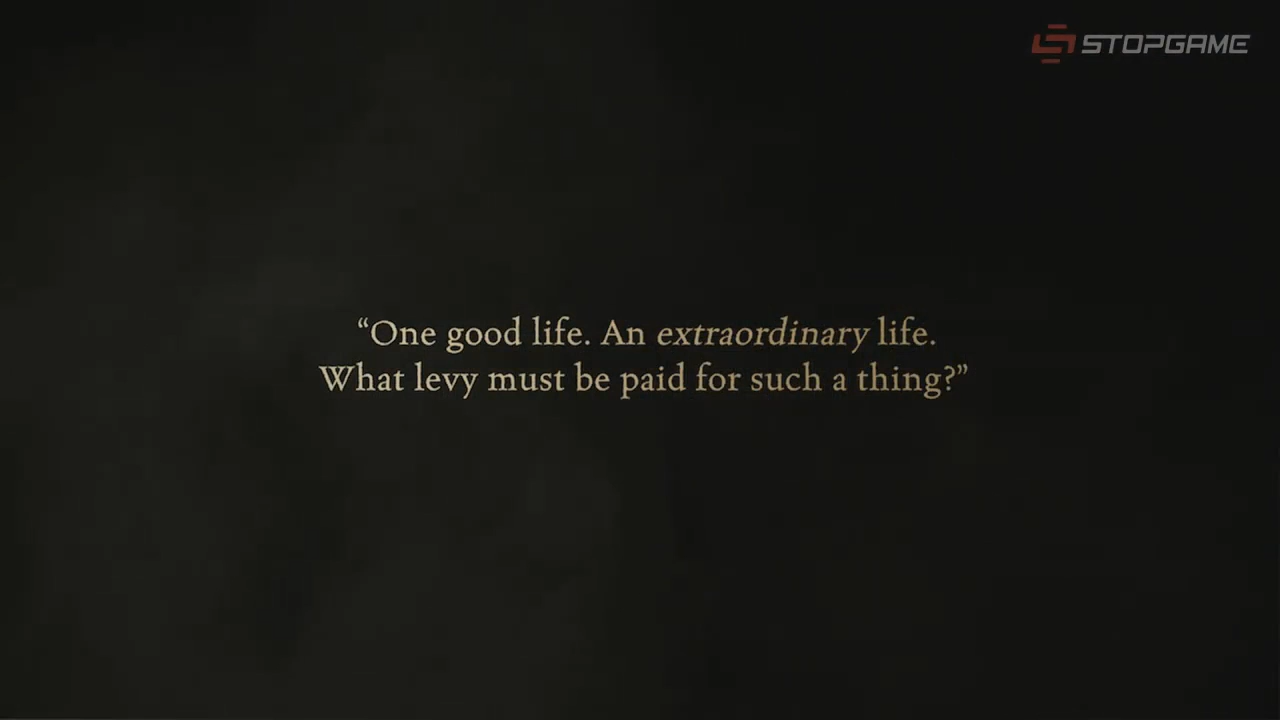 STOPGAME
“One good life. An extraordinary life.
What levy must be paid for such a thing?”